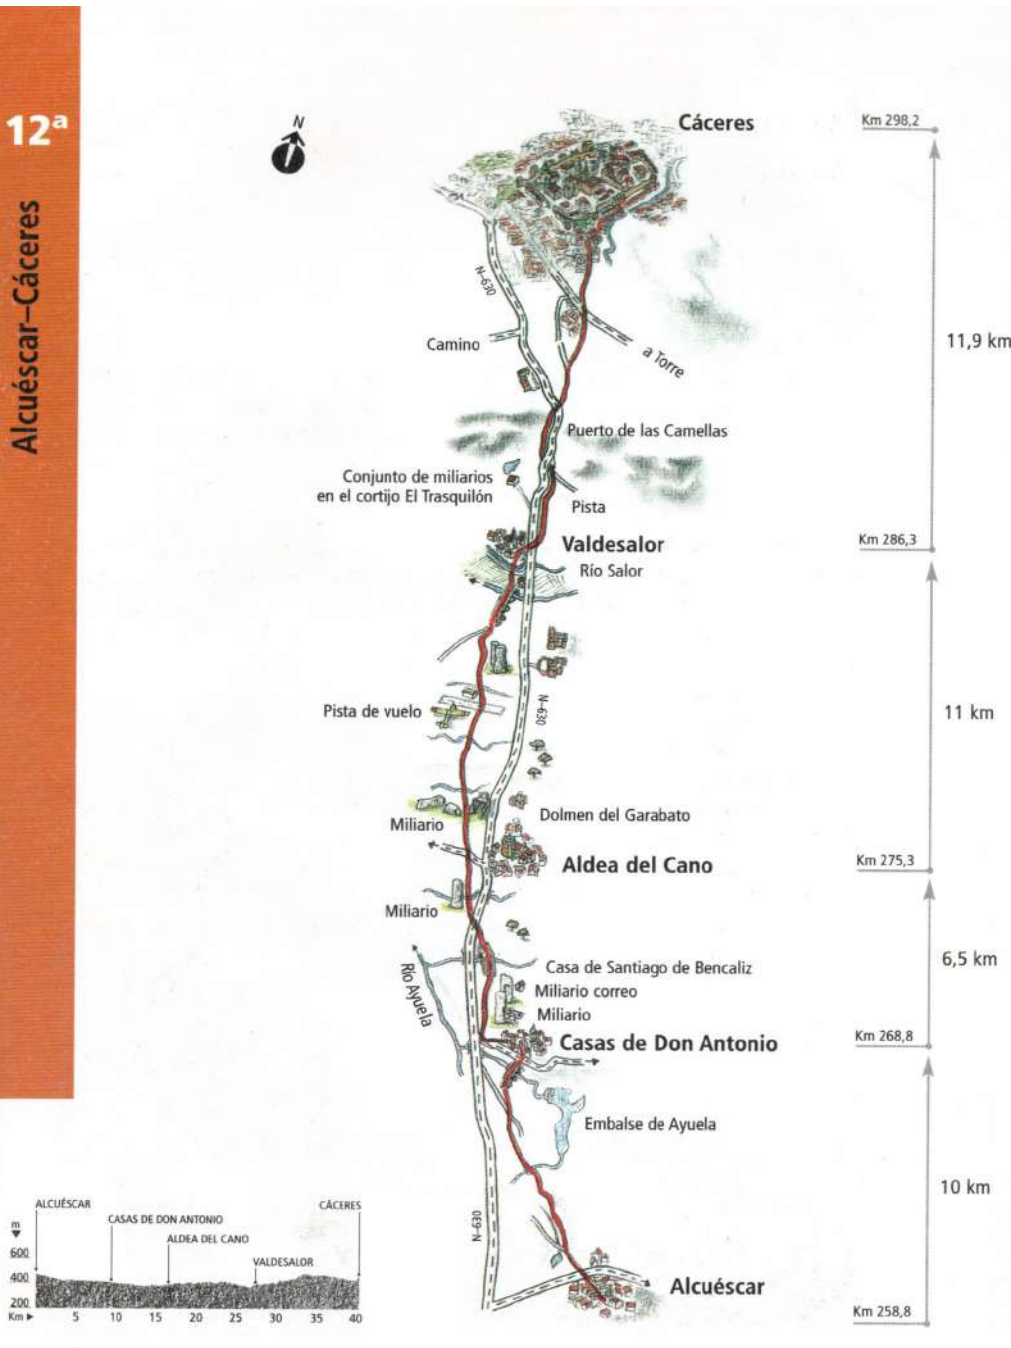 12ª
Alcuéscar–Cáceres
N
Cáceres
Km 298,2
N-630
11,9 km
Camino
a Torre
Puerto de las Camellas
Conjunto de miliarios
en el cortijo El Trasquilón
Pista
Valdesalor
Km 286,3
Río Salor
Pista de vuelo
N-630
11 km
Dolmen del Garabato
Miliario
Aldea del Cano
Km 275,3
Miliario
Río Ayuela
Casa de Santiago de Bencaliz
6,5 km
Miliario correo
Miliario
Casas de Don Antonio
Km 268,8
Embalse de Ayuela
10 km
N-630
Alcuéscar
Km 258,8
ALCUÉSCAR
CÁCERES
CASAS DE DON ANTONIO
ALDEA DEL CANO
VALDESALOR
m
600
400
200
Km 5 10 15 20 25 30 35 40